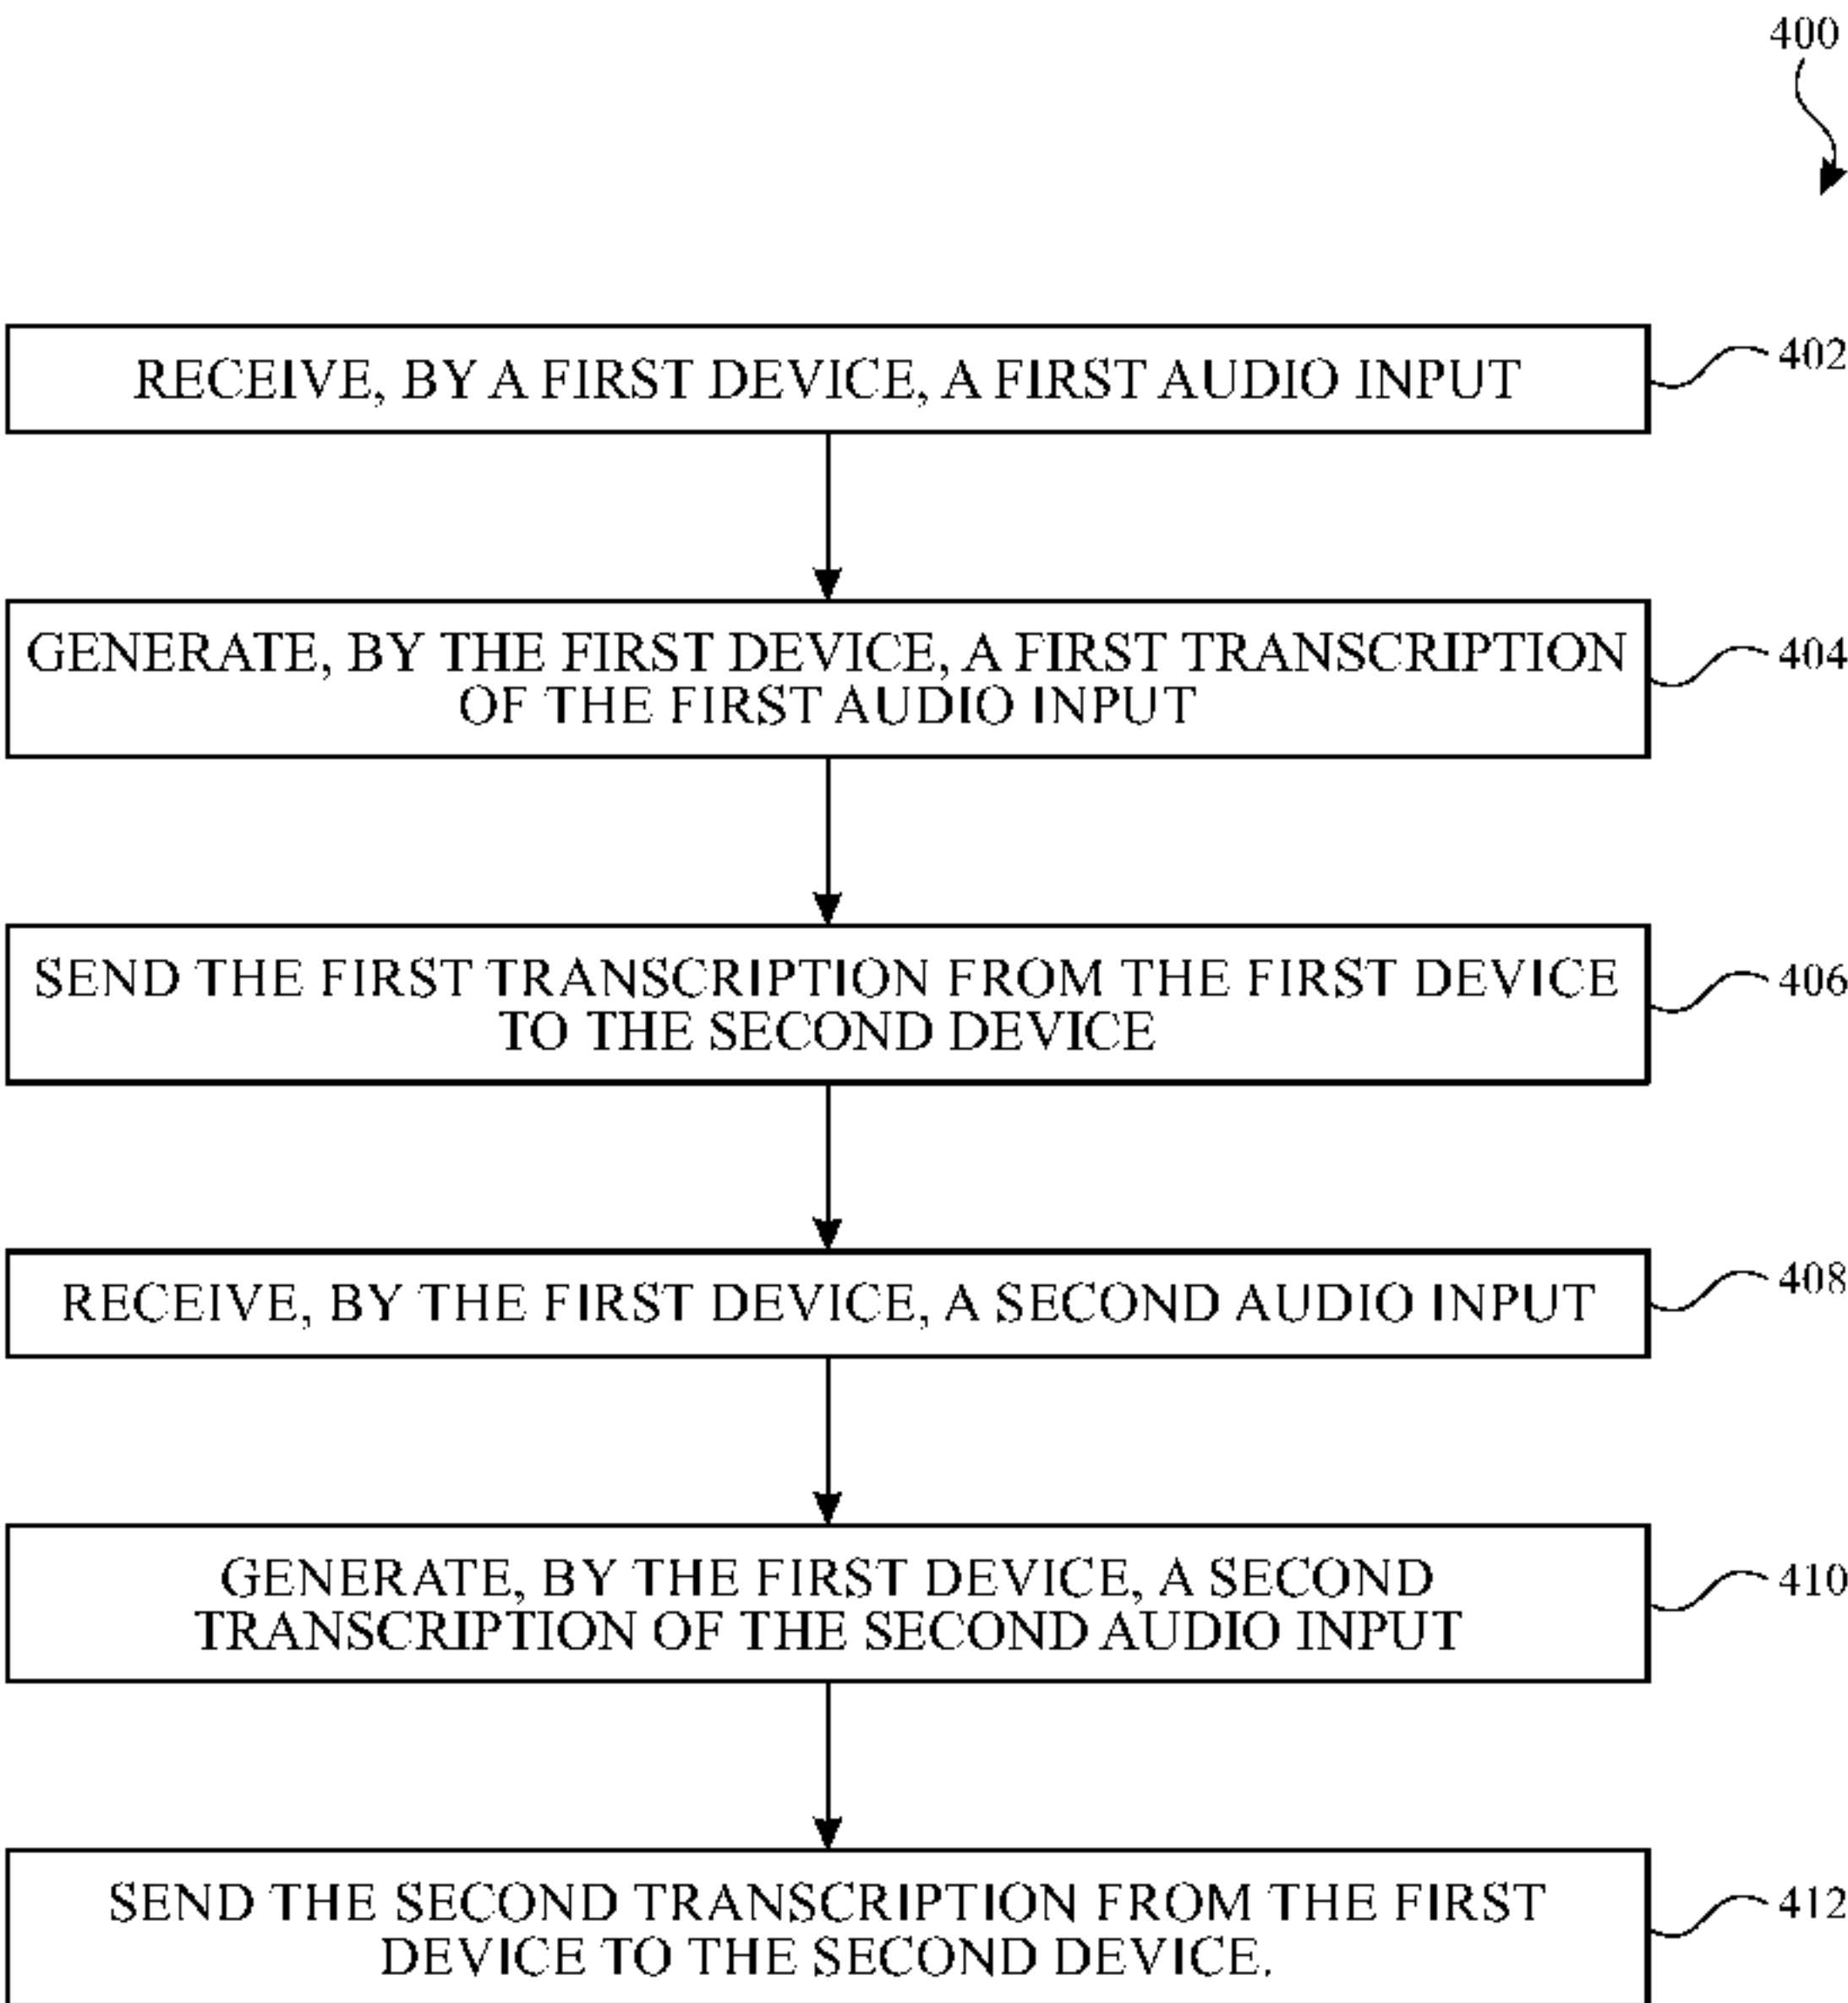 400
RECEIVE, BY A FIRST DEVICE, A FIRST AUDIO INPUT
402
GENERATE, BY THE FIRST DEVICE, A FIRST TRANSCRIPTION
OF THE FIRST AUDIO INPUT
404
SEND THE FIRST TRANSCRIPTION FROM THE FIRST DEVICE
TO THE SECOND DEVICE
406
RECEIVE, BY THE FIRST DEVICE, A SECOND AUDIO INPUT
408
GENERATE, BY THE FIRST DEVICE, A SECOND
TRANSCRIPTION OF THE SECOND AUDIO INPUT
410
SEND THE SECOND TRANSCRIPTION FROM THE FIRST
DEVICE TO THE SECOND DEVICE.
412